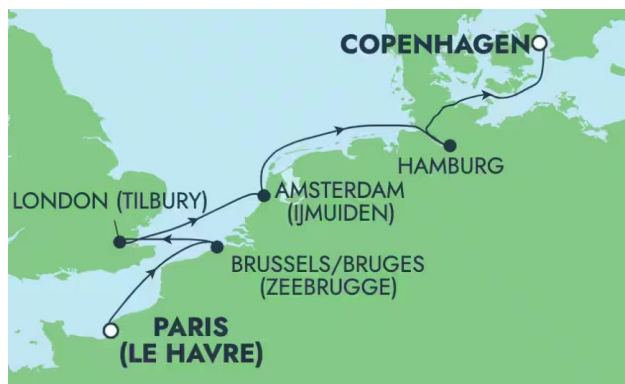 COPENHAGEN
HAMBURG
LONDON (TILBURY)
AMSTERDAM
(IJMUIDEN)
BRUSSELS/BRUGES
(ZEEBRUGGE)
PARIS
(LE HAVRE)